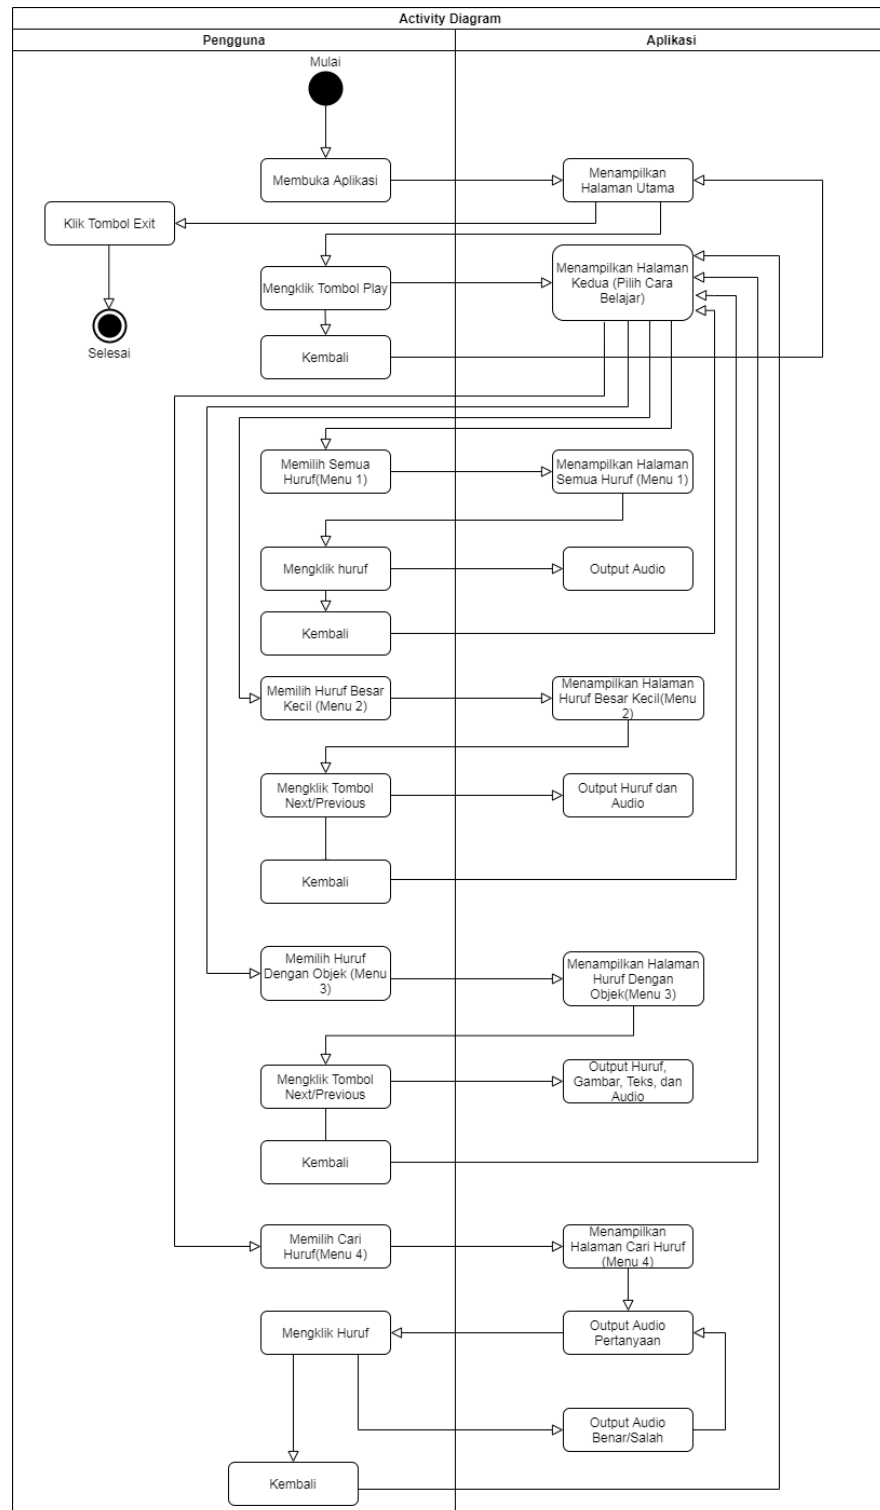 Activity Diagram
Pengguna
Aplikasi
Mulai
Membuka Aplikasi
Menampilkan
Halaman Utama
Klik Tombol Exit
Mengklik Tombol Play
Menampilkan Halaman
Kedua (Pilih Cara
Belajar)
Selesai
Kembali
Memilih Semua
Huruf(Menu 1)
Menampilkan Halaman
Semua Huruf (Menu 1)
Mengklik huruf
Output Audio
Kembali
Memilih Huruf Besar
Kecil (Menu 2)
Menampilkan Halaman
Huruf Besar Kecil(Menu
2)
Mengklik Tombol
Next/Previous
Output Huruf dan
Audio
Kembali
Memilih Huruf
Dengan Objek (Menu
3)
Menampilkan Halaman
Huruf Dengan
Objek(Menu 3)
Mengklik Tombol
Next/Previous
Output Huruf,
Gambar, Teks, dan
Audio
Kembali
Memilih Cari
Huruf(Menu 4)
Menampilkan
Halaman Cari Huruf
(Menu 4)
Mengklik Huruf
Output Audio
Pertanyaan
Output Audio
Benar/Salah
Kembali